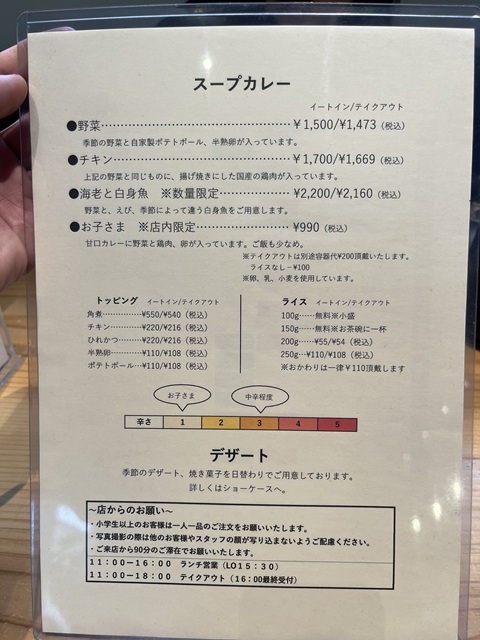 スープカレー
イートイン/テイクアウト
●野菜……………………………￥1,500/¥1,473（税込）
季節の野菜と自家製ポテトボール、半熟卵が入っています。
●チキン…………………………￥1,700/¥1,669（税込）
上記の野菜と同じものに、揚げ焼きにした国産の鶏肉が入っています。
●海老と白身魚　※数量限定…………￥2,200/¥2,160（税込）
野菜と、えび、季節によって違う白身魚をご用意します。
●お子さま　※店内限定………………¥990（税込）
甘口カレーに野菜と鶏肉、卵が入っています。ご飯も少なめ。
※テイクアウトは別途容器代¥200頂戴いたします。
ライスなし－¥100
※卵、乳、小麦を使用しています。
トッピング　イートイン/テイクアウト
角煮…………¥550/¥540（税込）
チキン………¥220/¥216（税込）
ひれかつ……¥220/¥216（税込）
半熟卵………¥110/¥108（税込）
ポテトボール…¥110/¥108（税込）
ライス　イートイン/テイクアウト
100g……無料※小盛
150g……無料※お茶碗に一杯
200g……¥55/¥54（税込）
250g…¥110/¥108（税込）
※おかわりは一律￥110頂戴します
お子さま　中辛程度
辛さ　1　2　3　4　5
デザート
季節のデザート、焼き菓子を日替わりでご用意しております。
詳しくはショーケースへ。
～店からのお願い～
・小学生以上のお客様は一人一品のご注文をお願いいたします。
・写真撮影の際は他のお客様やスタッフの顔が写り込まないようご配慮ください。
・ご来店から90分のご滞在でお願いいたします。
１１：００ー１６：００　ランチ営業（LO１５：３０）
１１：００ー１８：００　テイクアウト（１６：００最終受付）